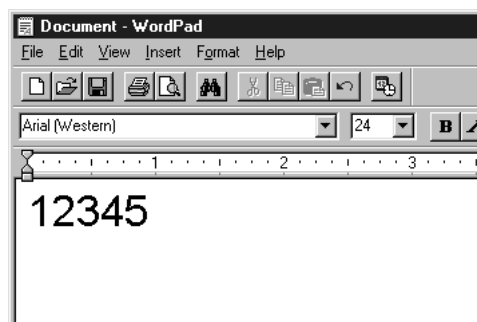 Document - WordPad
File Edit View Insert Format Help
Arial (Western) 24 B
1 2 3
12345